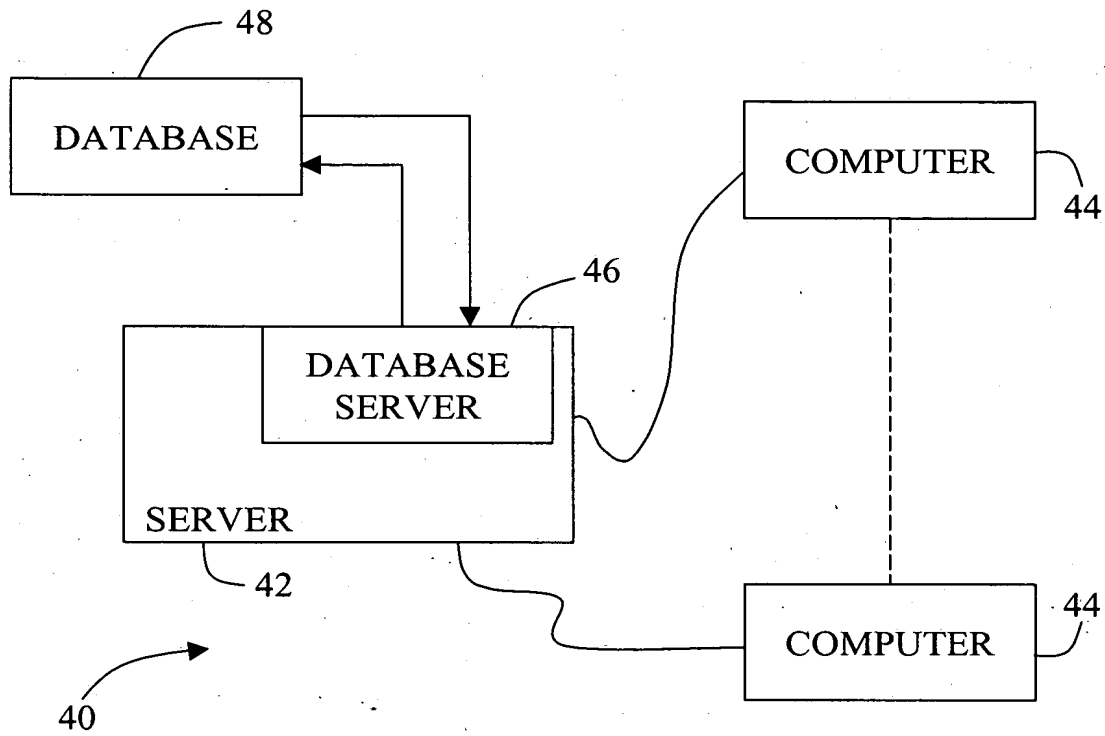 48
DATABASE
COMPUTER
44
46
DATABASE
SERVER
SERVER
42
44
COMPUTER
40